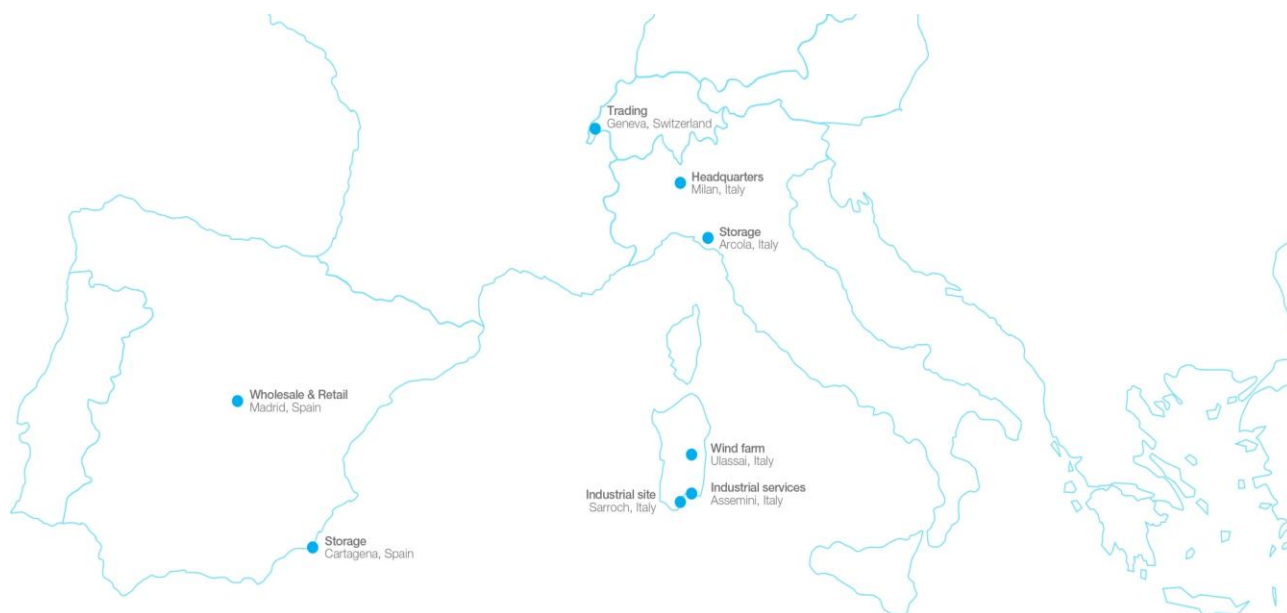 Trading
Geneva, Switzerland
Headquarters
Milan, Italy
Storage
Arcola, Italy
Wholesale & Retail
Madrid, Spain
Wind farm
Ulassai, Italy
Industrial site
Sarroch, Italy
Industrial services
Assemini, Italy
Storage
Cartagena, Spain